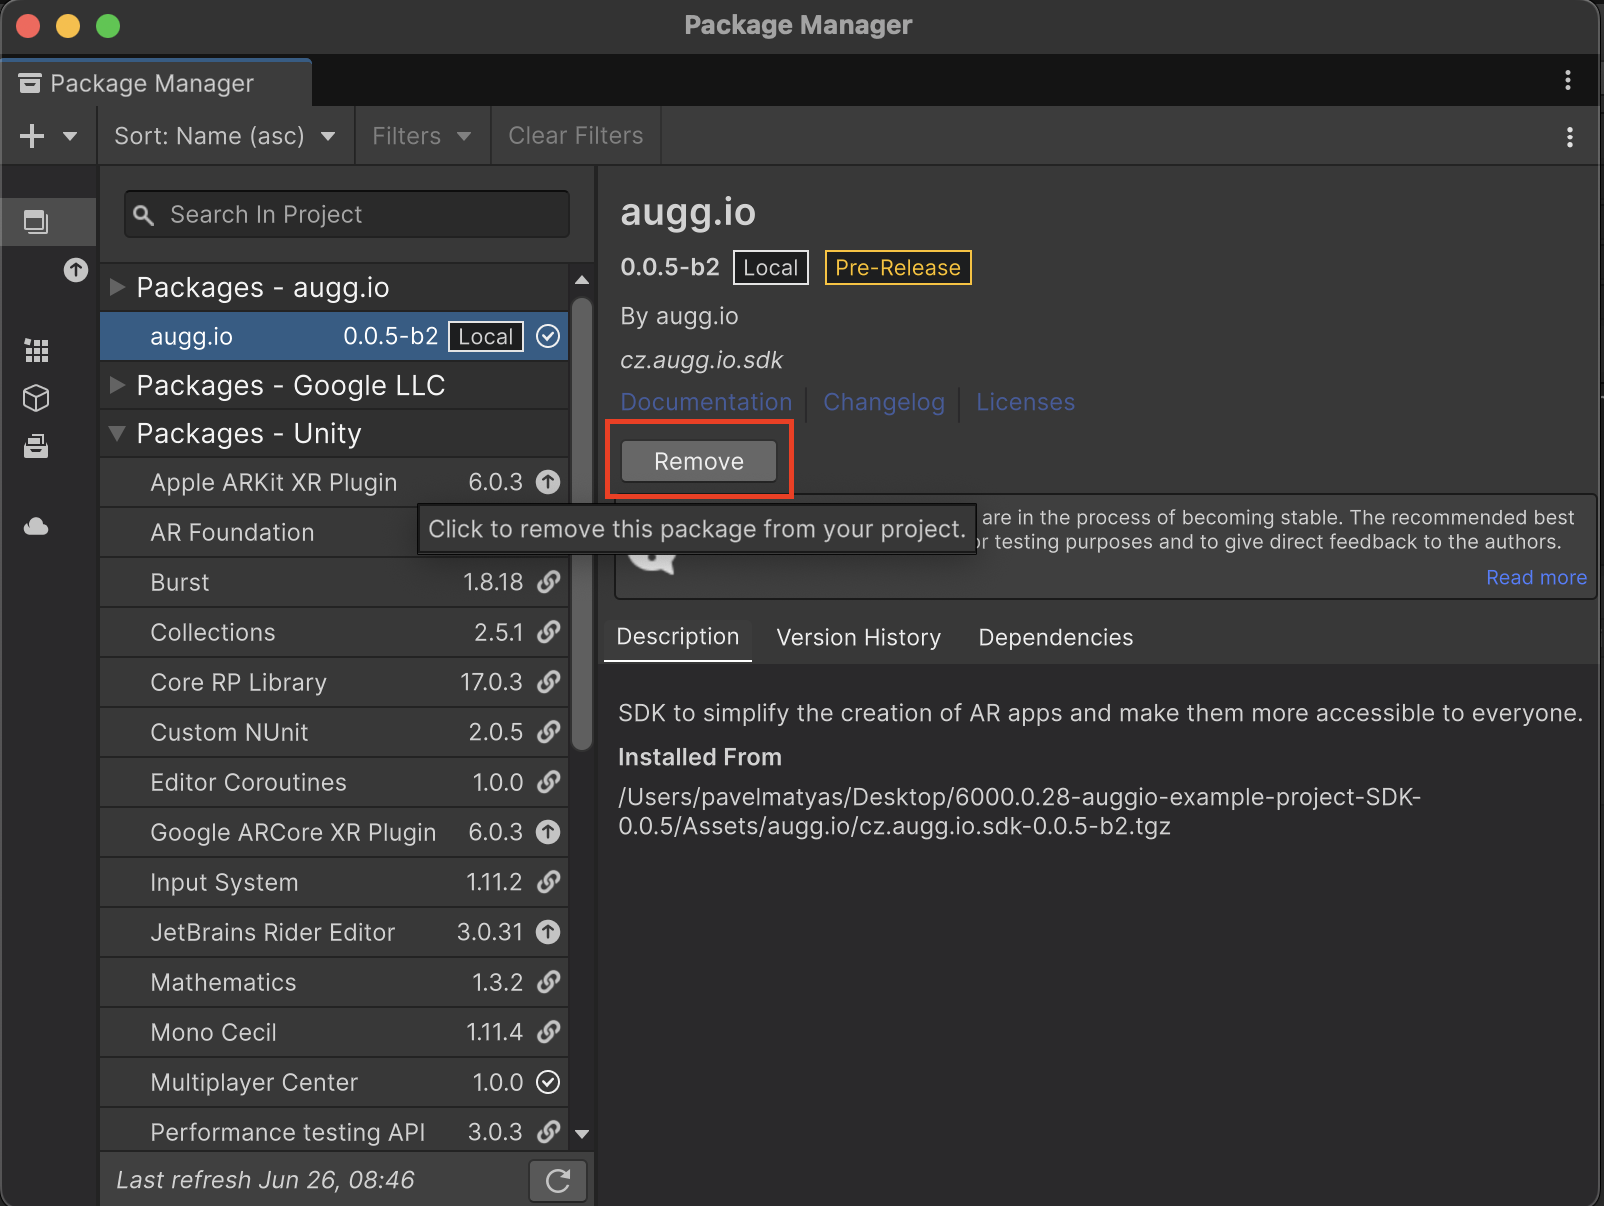 Package Manager
Package Manager
Sort: Name (asc)
Filters
Clear Filters
Search In Project
Packages - augg.io
augg.io 0.0.5-b2 Local
Packages - Google LLC
Packages - Unity
Apple ARKit XR Plugin 6.0.3
AR Foundation
Burst 1.8.18
Collections 2.5.1
Core RP Library 17.0.3
Custom NUnit 2.0.5
Editor Coroutines 1.0.0
Google ARCore XR Plugin 6.0.3
Input System 1.11.2
JetBrains Rider Editor 3.0.31
Mathematics 1.3.2
Mono Cecil 1.11.4
Multiplayer Center 1.0.0
Performance testing API 3.0.3
Last refresh Jun 26, 08:46
augg.io
0.0.5-b2 Local Pre-Release
By augg.io
cz.augg.io.sdk
Documentation Changelog Licenses
Remove
Click to remove this package from your project.
are in the process of becoming stable. The recommended best
r testing purposes and to give direct feedback to the authors.
Read more
Description Version History Dependencies
SDK to simplify the creation of AR apps and make them more accessible to everyone.
Installed From
/Users/pavelmatyas/Desktop/6000.0.28-auggio-example-project-SDK-
0.0.5/Assets/augg.io/cz.augg.io.sdk-0.0.5-b2.tgz